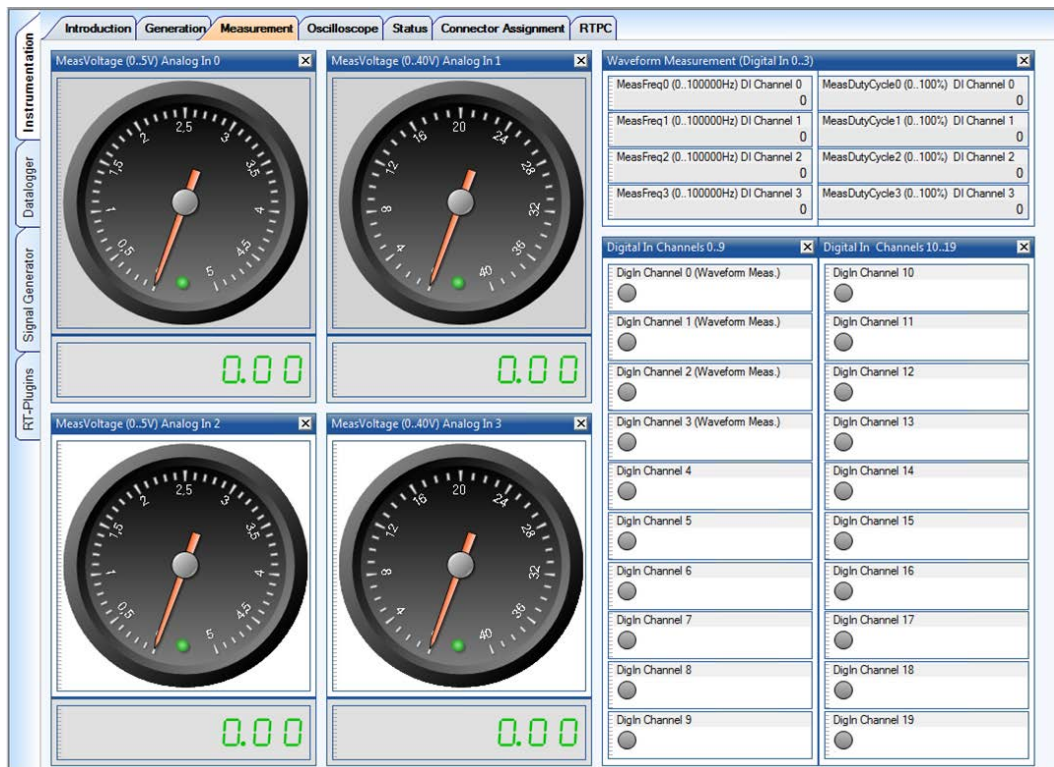 Introduction Generation Measurement Oscilloscope Status Connector Assignment RTPC
Instrumentation
Datalogger
Signal Generator
RT-Plugins
MeasVoltage (0..5V) Analog In 0
0,5 1 1,5 2 2,5 3 3,5 4 4,5 5
0.00
MeasVoltage (0..40V) Analog In 1
4 8 12 16 20 24 28 32 36 40
0.00
MeasVoltage (0..5V) Analog In 2
0,5 1 1,5 2 2,5 3 3,5 4 4,5 5
0.00
MeasVoltage (0..40V) Analog In 3
4 8 12 16 20 24 28 32 36 40
0.00
Waveform Measurement (Digital In 0..3)
MeasFreq0 (0..100000Hz) DI Channel 0
0
MeasDutyCycle0 (0..100%) DI Channel 0
0
MeasFreq1 (0..100000Hz) DI Channel 1
0
MeasDutyCycle1 (0..100%) DI Channel 1
0
MeasFreq2 (0..100000Hz) DI Channel 2
0
MeasDutyCycle2 (0..100%) DI Channel 2
0
MeasFreq3 (0..100000Hz) DI Channel 3
0
MeasDutyCycle3 (0..100%) DI Channel 3
0
Digital In Channels 0..9
DigIn Channel 0 (Waveform Meas.)
DigIn Channel 1 (Waveform Meas.)
DigIn Channel 2 (Waveform Meas.)
DigIn Channel 3 (Waveform Meas.)
DigIn Channel 4
DigIn Channel 5
DigIn Channel 6
DigIn Channel 7
DigIn Channel 8
DigIn Channel 9
Digital In Channels 10..19
DigIn Channel 10
DigIn Channel 11
DigIn Channel 12
DigIn Channel 13
DigIn Channel 14
DigIn Channel 15
DigIn Channel 16
DigIn Channel 17
DigIn Channel 18
DigIn Channel 19